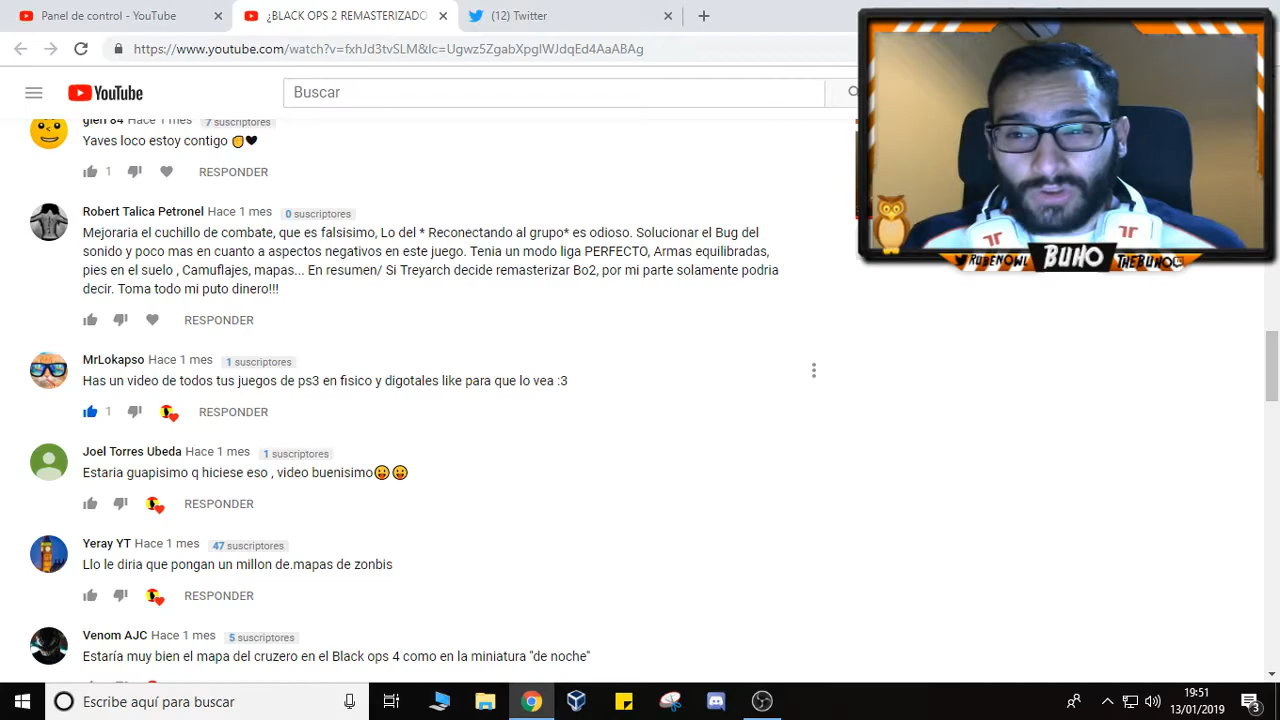 Panel de control - YouTube
¿BLACK OPS 2 REMASTERIZADO
(12) Twitter
https://www.youtube.com/watch?v=fxhJd3tvSLM&lc=Ugwz5ZgabXpgIWJdqEd4AaABAg
YouTube
Buscar
Hace 1 mes 7 suscriptores
Yaves loco estoy contigo ✊🖤
1 RESPONDER
Robert Talica Petronel Hace 1 mes 0 suscriptores
Mejoraria el cuchillo de combate, que es falsisimo, Lo del * Reconectando al grupo* es odioso. Solucionar el Bug del
sonido y poco mas en cuanto a aspectos negativos de este juego. Tenia un modo liga PERFECTO, Armas equilibradas,
pies en el suelo , Camuflajes, mapas... En resumen/ Si Treyarch decide remasterizar Bo2, por mi parte solamente podria
decir. Toma todo mi puto dinero!!!
RESPONDER
MrLokapso Hace 1 mes 1 suscriptores
Has un video de todos tus juegos de ps3 en fisico y digotales like para que lo vea :3
1 RESPONDER
Joel Torres Ubeda Hace 1 mes 1 suscriptores
Estaria guapisimo q hiciese eso , video buenisimo😛😛
RESPONDER
Yeray YT Hace 1 mes 47 suscriptores
Llo le diria que pongan un millon de.mapas de zonbis
RESPONDER
Venom AJC Hace 1 mes 5 suscriptores
Estaría muy bien el mapa del cruzero en el Black ops 4 como en la miniatura "de noche"
RUBENOWL BUHO THEBUHO
Escribe aquí para buscar
19:51
13/01/2019
3